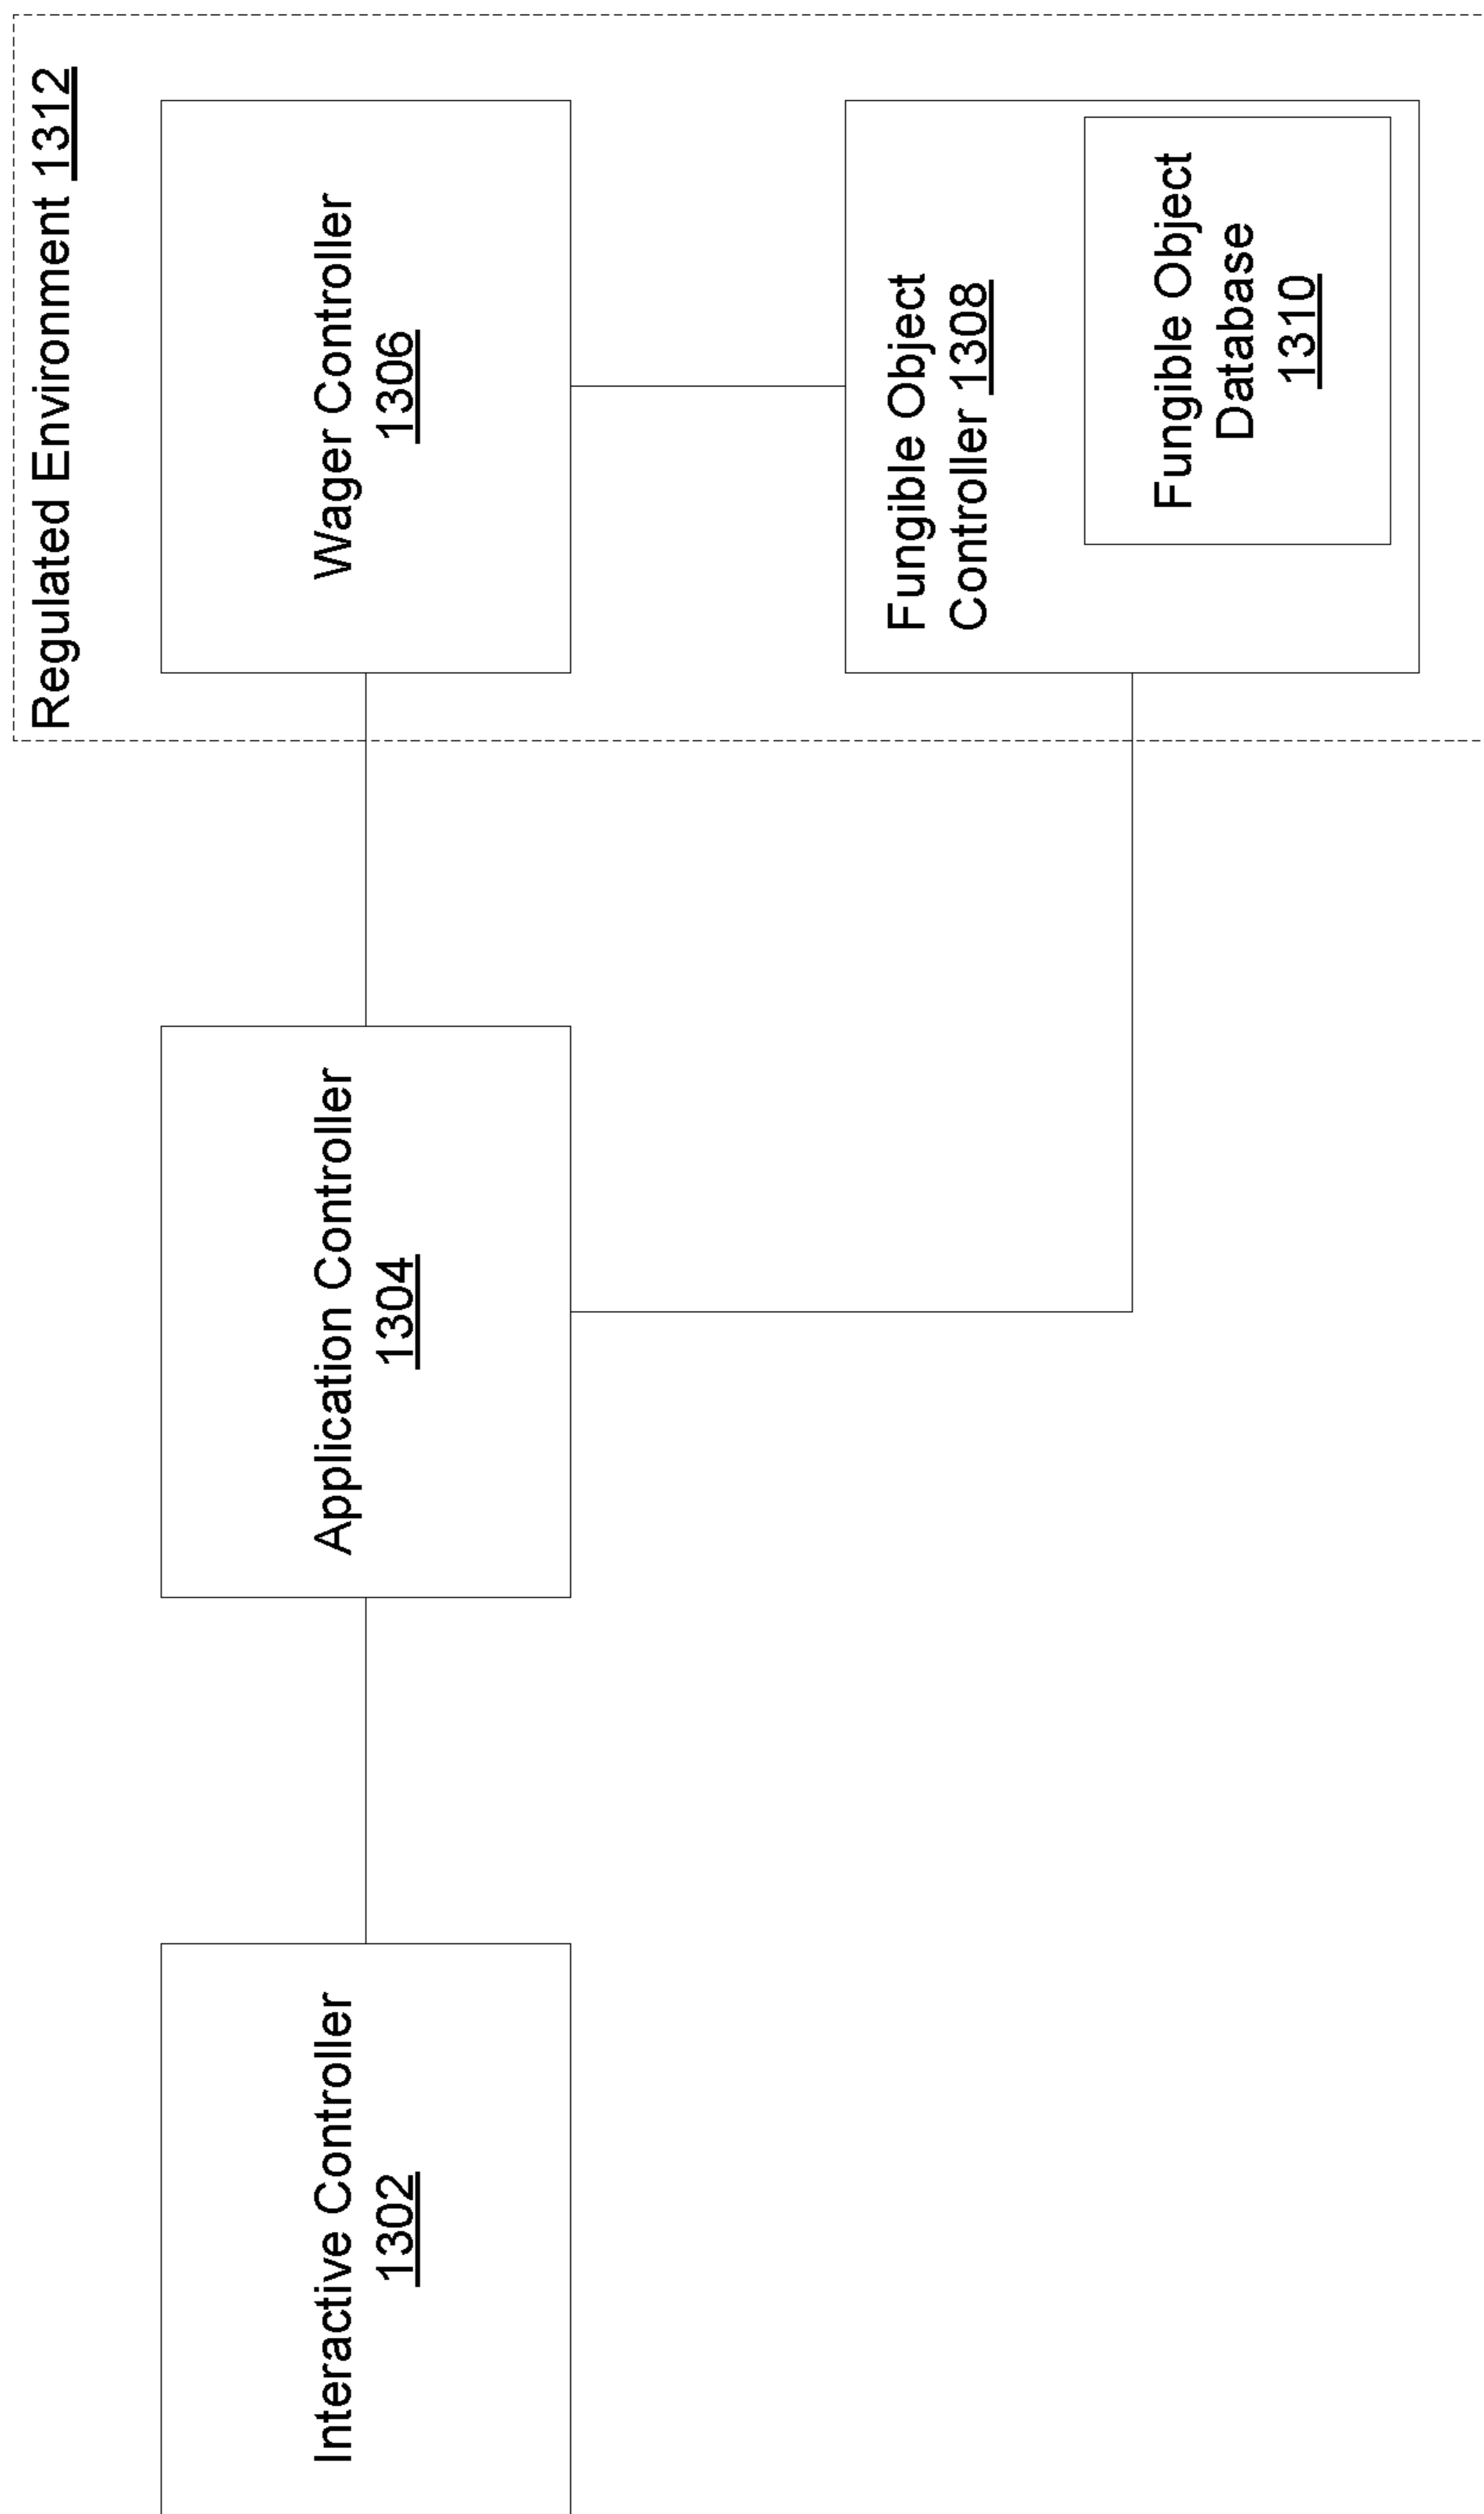 Interactive Controller
1302
Application Controller
1304
Regulated Environment 1312
Wager Controller
1306
Fungible Object
Controller 1308
Fungible Object
Database
1310